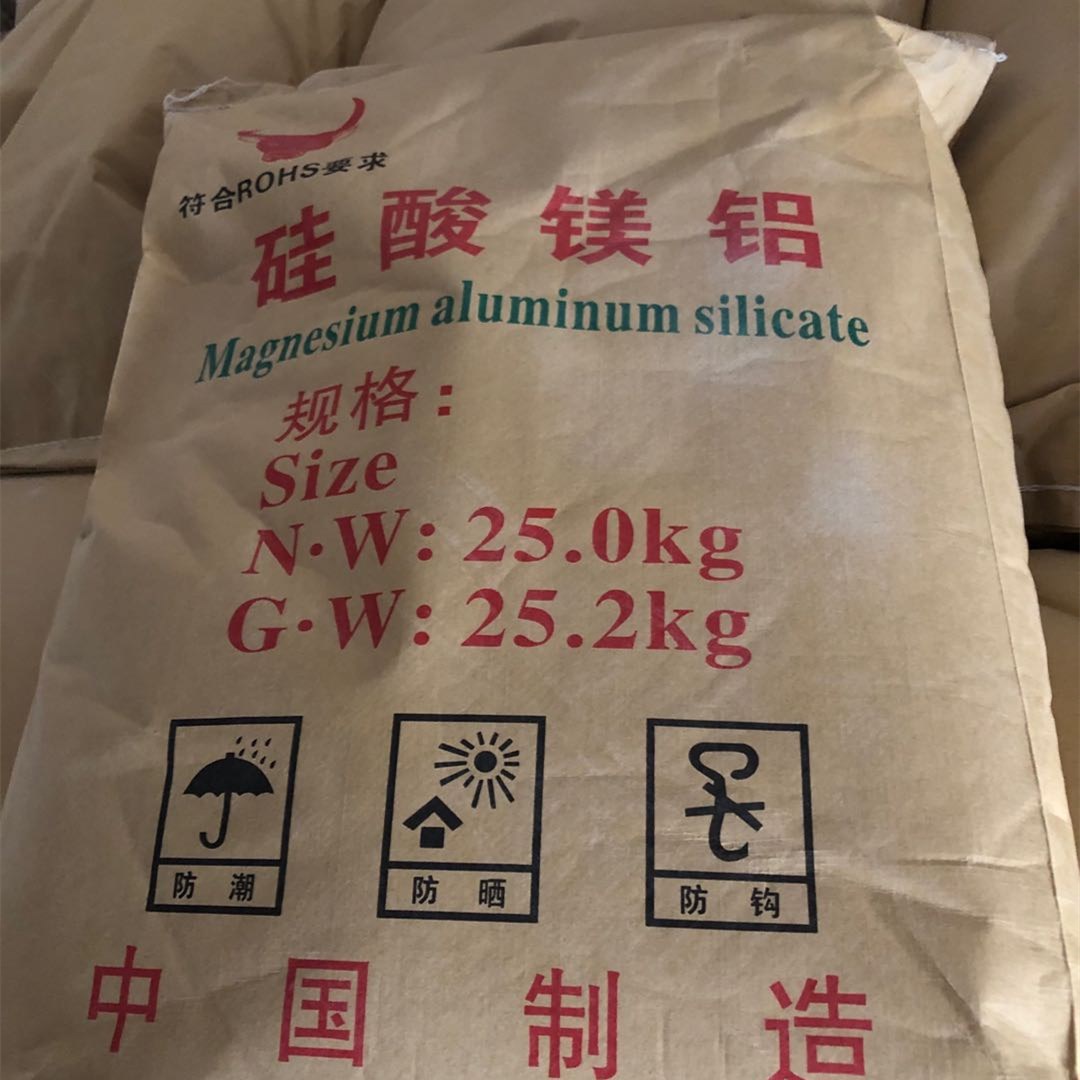 符合ROHS要求
硅酸镁铝
Magnesium aluminum silicate
规格：
Size
N·W: 25.0kg
G·W: 25.2kg
防潮 防晒 防钩
中国制造